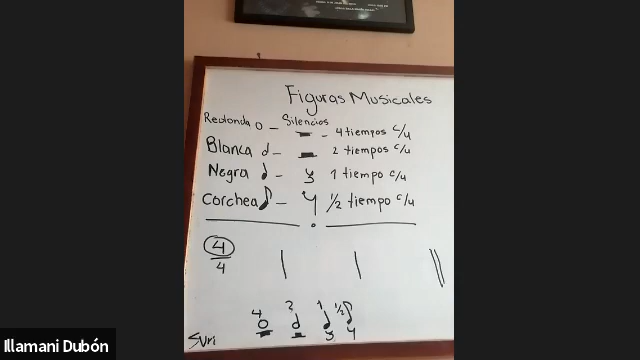 Figuras Musicales
Redonda o - Silencios - 4 tiempos c/u
Blanca - 2 tiempos c/u
Negra - 1 tiempo c/u
Corchea - 1/2 tiempo c/u
4
4
4 2 1 1/2
Suri
Illamani Dubón